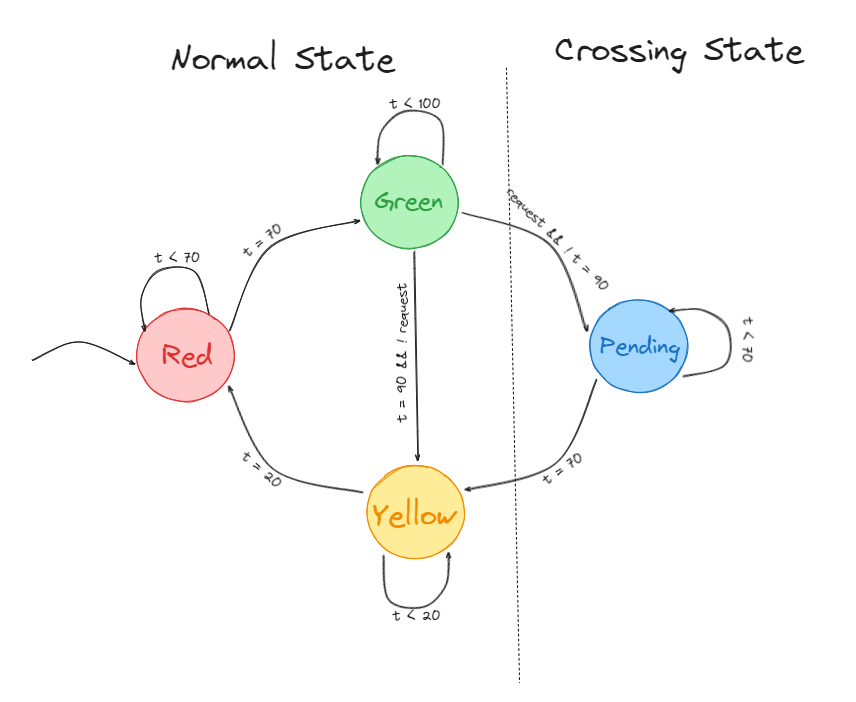 Normal State
Crossing State
t < 100
Green
request && ! t = 90
t = 70
t < 70
t = 90 && ! request
Red
Pending
t < 70
t = 20
t = 70
Yellow
t < 20